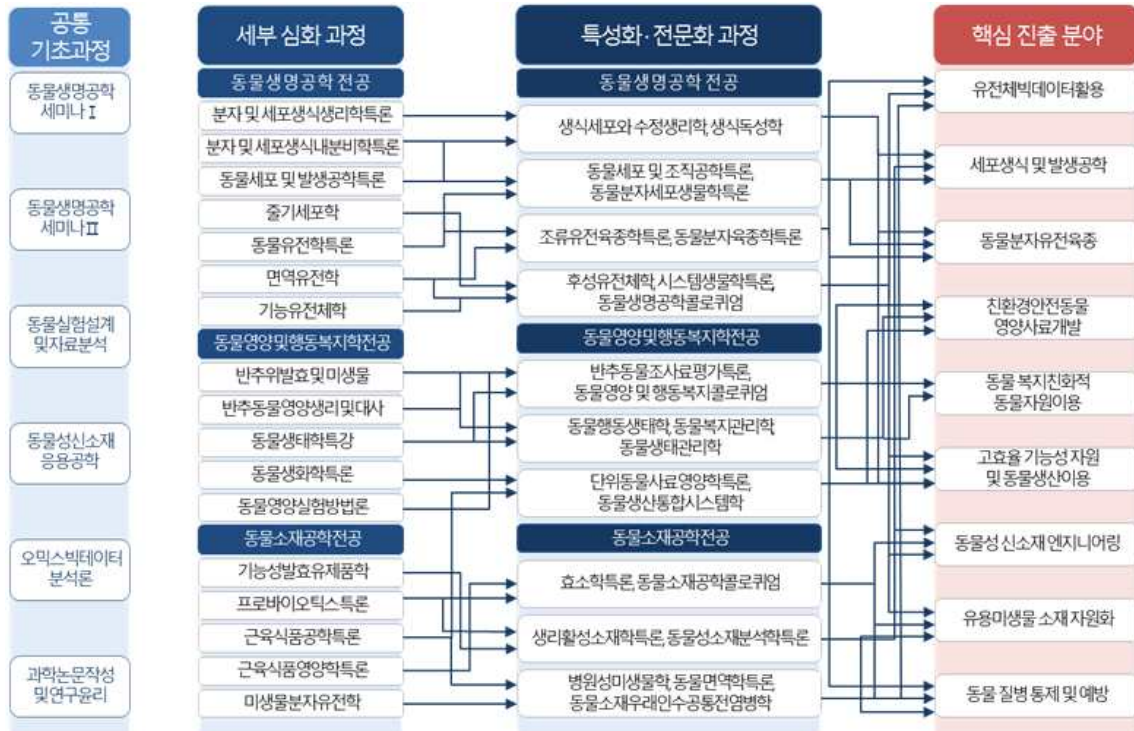 공통
기초과정
동물생명공학
세미나 I
동물생명공학
세미나 II
동물실험설계
및자료분석
동물성신소재
응용공학
오믹스빅테이터
분석론
과학논문작성
및연구윤리
세부 심화 과정
동물생명공학 전공
분자 및 세포생식생리학특론
분자 및 세포생식내분비학특론
동물세포 및 발생공학특론
줄기세포학
동물유전학특론
면역유전학
기능유전체학
동물영양및행동복지학전공
반추위발효및미생물
반추동물영양생리및대사
동물생태학특강
동물생화학특론
동물영양실험방법론
동물소재공학전공
기능성발효유제품학
프로바이오틱스특론
근육식품공학특론
근육식품영양학특론
미생물분자유전학
특성화·전문화 과정
동물생명공학 전공
생식세포와 수정생리학, 생식독성학
동물세포 및 조직공학특론,
동물분자세포생물학특론
조류유전육종학특론, 동물분자육종학특론
후성유전체학, 시스템생물학특론,
동물생명공학콜로퀴엄
동물영양및행동복지학전공
반추동물조사료평가특론,
동물영양 및 행동복지콜로퀴엄
동물행동생태학, 동물복지관리학,
동물생태관리학
단위동물사료영양학특론,
동물생산통합시스템학
동물소재공학전공
효소학특론, 동물소재공학콜로퀴엄
생리활성소재학특론, 동물성소재분석학특론
병원성미생물학, 동물면역학특론,
동물소재우래인수공통전염병학
핵심 진출 분야
유전체빅데이터활용
세포생식 및 발생공학
동물분자유전육종
친환경안전동물
영양사료개발
동물 복지친화적
동물자원이용
고효율 기능성 자원
및 동물생산이용
동물성 신소재 엔지니어링
유용미생물 소재 자원화
동물 질병 통제 및 예방